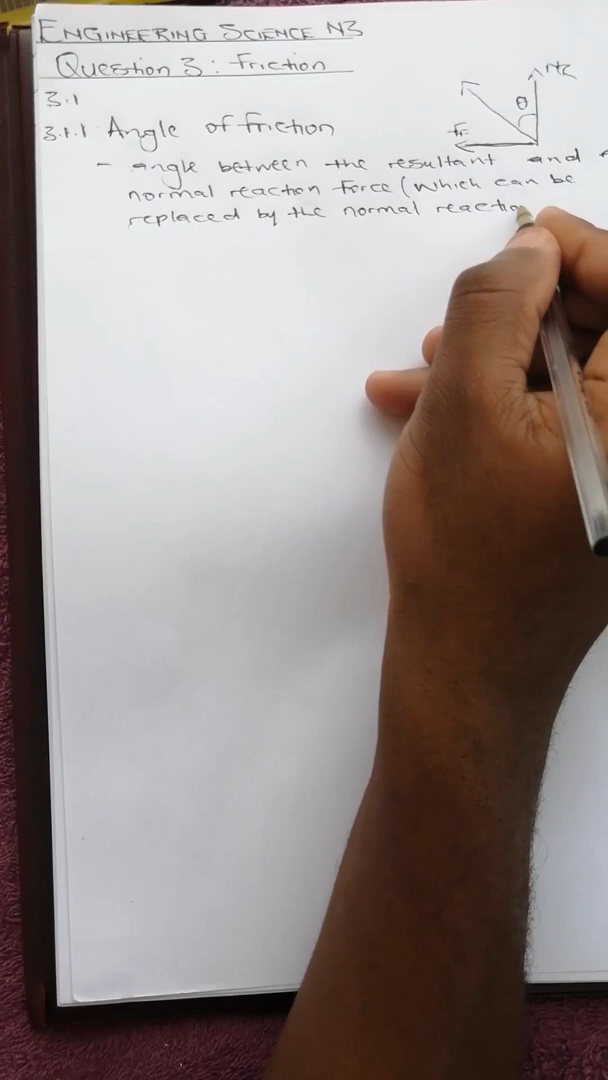 ENGINEERING SCIENCE N3
Question 3: Friction
3.1
3.1.1 Angle of friction
- angle between the resultant and
normal reaction force (which can be
replaced by the normal reactio
θ
Fr